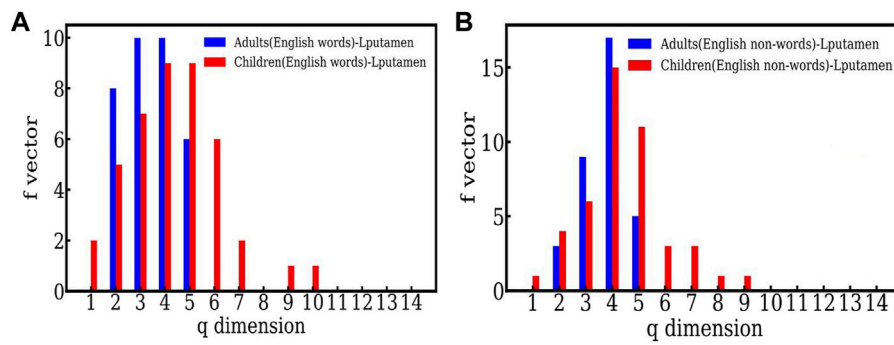 A
10
8
6
4
2
0
f vector
Adults(English words)-Lputamen
Children(English words)-Lputamen
1 2 3 4 5 6 7 8 9 10 11 12 13 14
q dimension
B
15
10
5
0
f vector
Adults(English non-words)-Lputamen
Children(English non-words)-Lputamen
1 2 3 4 5 6 7 8 9 10 11 12 13 14
q dimension